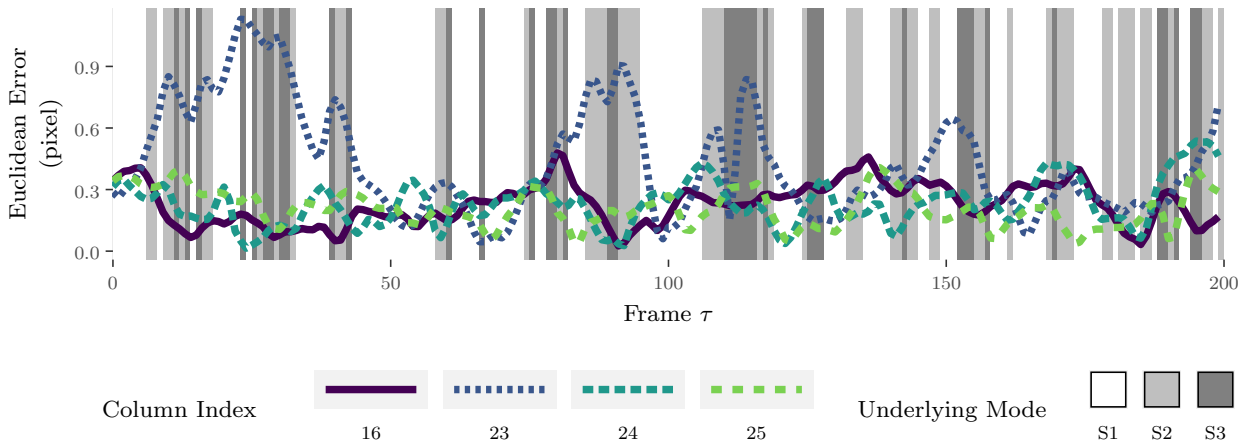 Euclidean Error
(pixel)
0.9
0.6
0.3
0.0
0 50 100 150 200
Frame τ
Column Index
16 23 24 25
Underlying Mode
S1 S2 S3